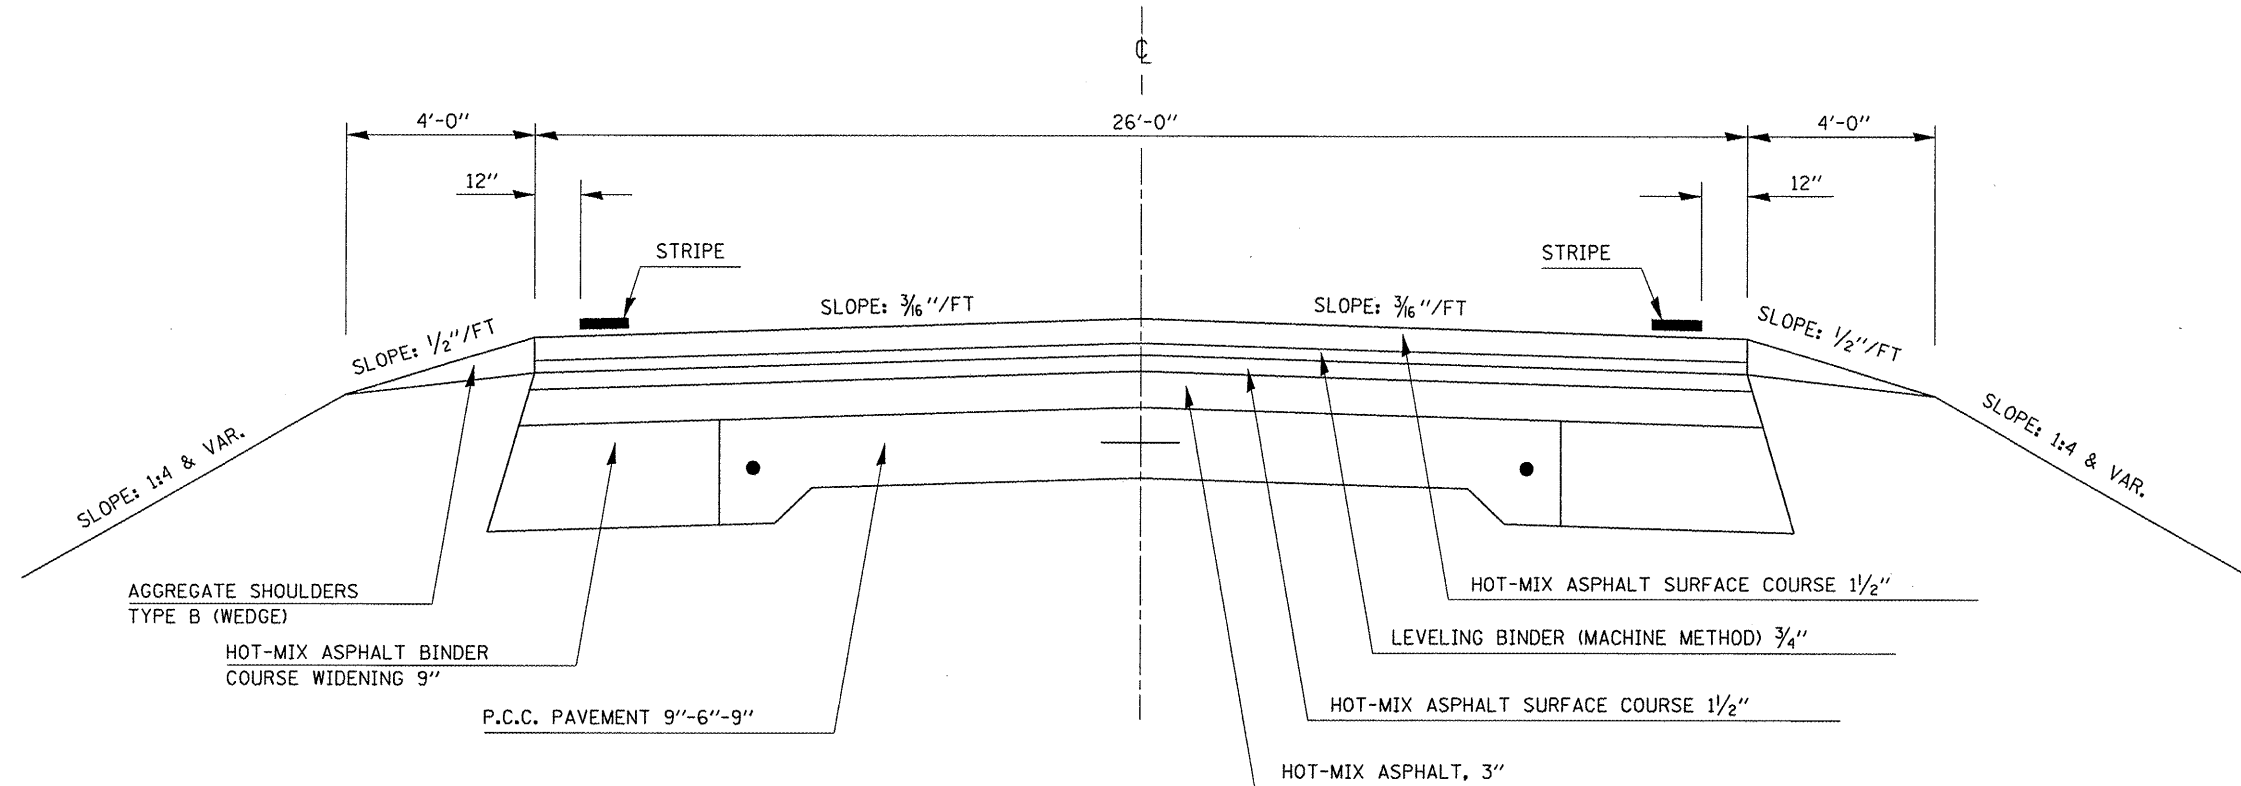 ℄
4'-0"
26'-0"
4'-0"
12"
12"
STRIPE
STRIPE
SLOPE: 1/2"/FT
SLOPE: 3/16"/FT
SLOPE: 3/16"/FT
SLOPE: 1/2"/FT
SLOPE: 1:4 & VAR.
SLOPE: 1:4 & VAR.
AGGREGATE SHOULDERS
TYPE B (WEDGE)
HOT-MIX ASPHALT BINDER
COURSE WIDENING 9"
P.C.C. PAVEMENT 9"-6"-9"
HOT-MIX ASPHALT SURFACE COURSE 1 1/2"
LEVELING BINDER (MACHINE METHOD) 3/4"
HOT-MIX ASPHALT SURFACE COURSE 1 1/2"
HOT-MIX ASPHALT, 3"